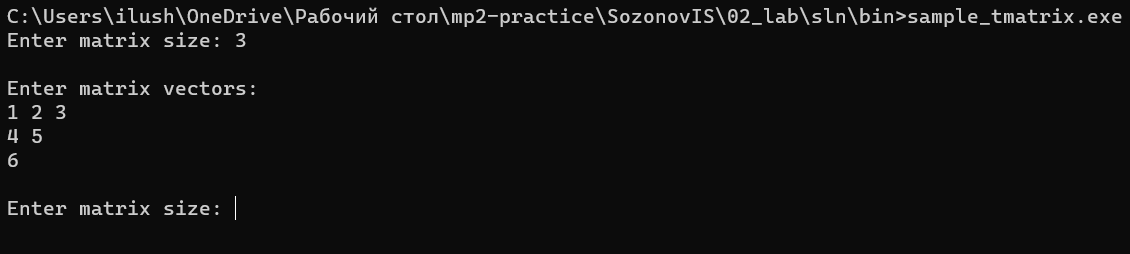 C:\Users\ilush\OneDrive\Рабочий стол\mp2-practice\SozonovIS\02_lab\sln\bin>sample_tmatrix.exe
Enter matrix size: 3
Enter matrix vectors:
1 2 3
4 5
6
Enter matrix size: